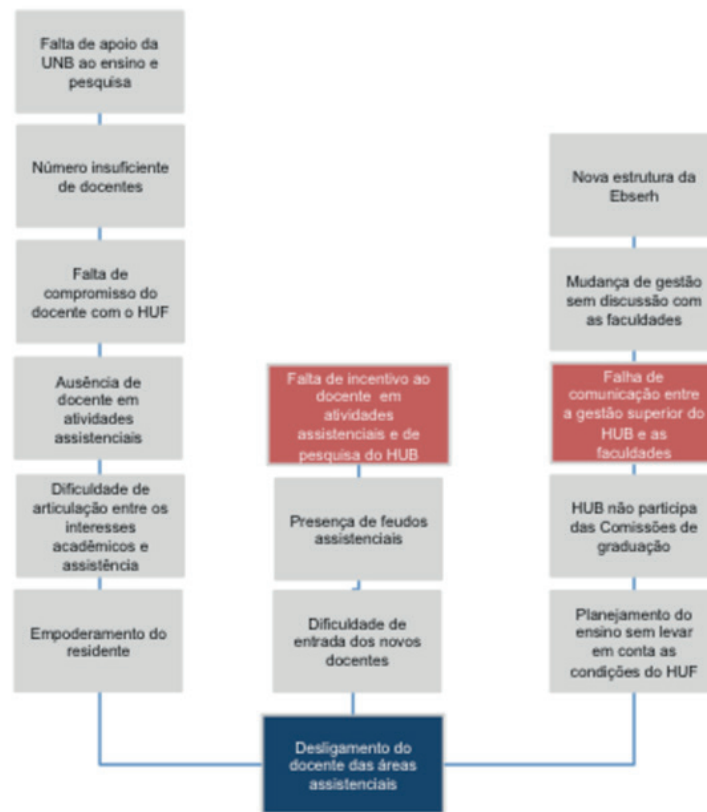 Falta de apoio da
UNB ao ensino e
pesquisa
Número insuficiente
de docentes
Falta de
compromisso do
docente com o HUF
Ausência de
docente em
atividades
assistenciais
Dificuldade de
articulação entre os
interesses
acadêmicos e
assistência
Empoderamento do
residente
Falta de incentivo ao
docente em
atividades
assistenciais e de
pesquisa do HUB
Presença de feudos
assistenciais
Dificuldade de
entrada dos novos
docentes
Nova estrutura da
Ebserh
Mudança de gestão
sem discussão com
as faculdades
Falha de
comunicação entre
a gestão superior do
HUB e as
faculdades
HUB não participa
das Comissões de
graduação
Planejamento do
ensino sem levar
em conta as
condições do HUF
Desligamento do
docente das áreas
assistenciais